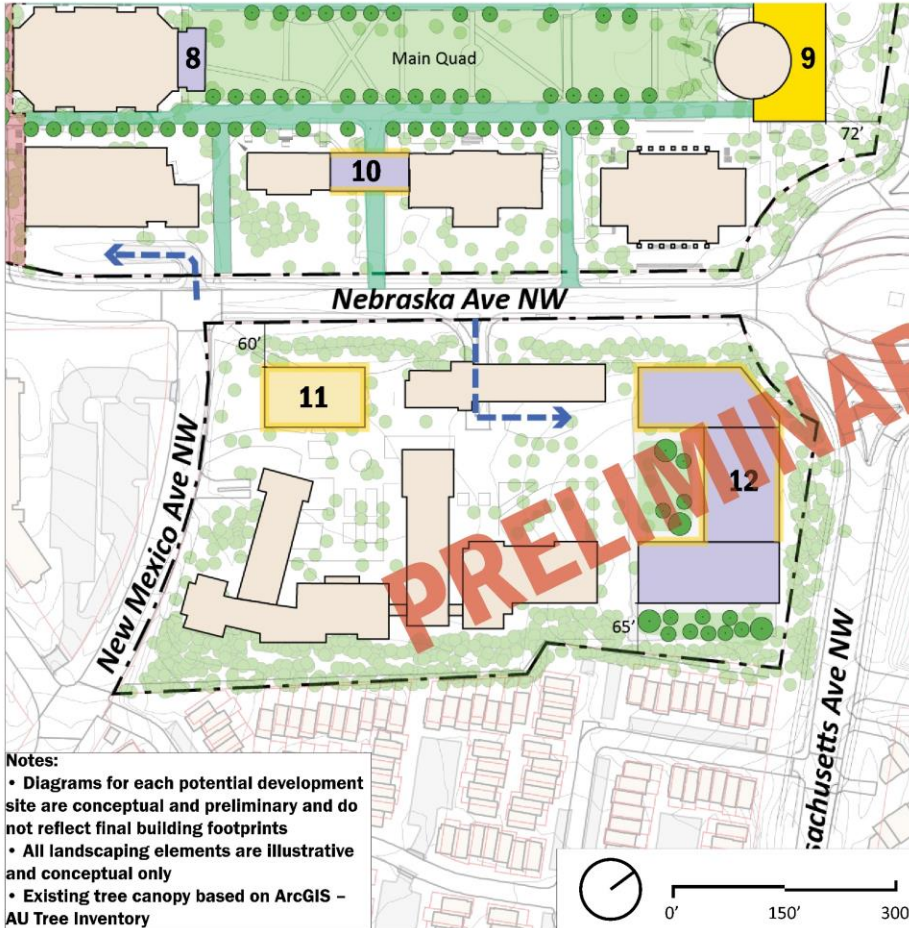 8
Main Quad
9
72'
10
Nebraska Ave NW
60'
11
12
PRELIMINAR
New Mexico Ave NW
65'
sachusetts Ave NW
Notes:
• Diagrams for each potential development
site are conceptual and preliminary and do
not reflect final building footprints
• All landscaping elements are illustrative
and conceptual only
• Existing tree canopy based on ArcGIS –
AU Tree Inventory
0' 150' 300